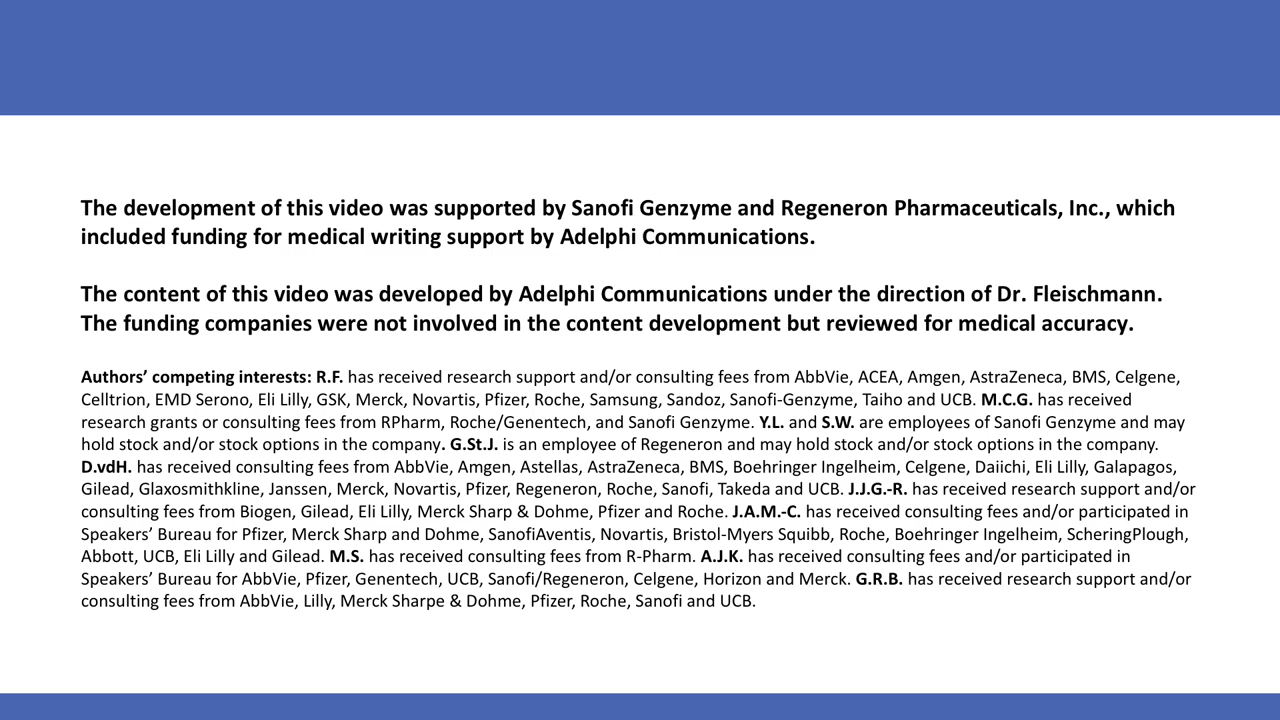 The development of this video was supported by Sanofi Genzyme and Regeneron Pharmaceuticals, Inc., which
included funding for medical writing support by Adelphi Communications.
The content of this video was developed by Adelphi Communications under the direction of Dr. Fleischmann.
The funding companies were not involved in the content development but reviewed for medical accuracy.
Authors’ competing interests: R.F. has received research support and/or consulting fees from AbbVie, ACEA, Amgen, AstraZeneca, BMS, Celgene,
Celltrion, EMD Serono, Eli Lilly, GSK, Merck, Novartis, Pfizer, Roche, Samsung, Sandoz, Sanofi-Genzyme, Taiho and UCB. M.C.G. has received
research grants or consulting fees from RPharm, Roche/Genentech, and Sanofi Genzyme. Y.L. and S.W. are employees of Sanofi Genzyme and may
hold stock and/or stock options in the company. G.St.J. is an employee of Regeneron and may hold stock and/or stock options in the company.
D.vdH. has received consulting fees from AbbVie, Amgen, Astellas, AstraZeneca, BMS, Boehringer Ingelheim, Celgene, Daiichi, Eli Lilly, Galapagos,
Gilead, Glaxosmithkline, Janssen, Merck, Novartis, Pfizer, Regeneron, Roche, Sanofi, Takeda and UCB. J.J.G.-R. has received research support and/or
consulting fees from Biogen, Gilead, Eli Lilly, Merck Sharp & Dohme, Pfizer and Roche. J.A.M.-C. has received consulting fees and/or participated in
Speakers’ Bureau for Pfizer, Merck Sharp and Dohme, SanofiAventis, Novartis, Bristol-Myers Squibb, Roche, Boehringer Ingelheim, ScheringPlough,
Abbott, UCB, Eli Lilly and Gilead. M.S. has received consulting fees from R-Pharm. A.J.K. has received consulting fees and/or participated in
Speakers’ Bureau for AbbVie, Pfizer, Genentech, UCB, Sanofi/Regeneron, Celgene, Horizon and Merck. G.R.B. has received research support and/or
consulting fees from AbbVie, Lilly, Merck Sharpe & Dohme, Pfizer, Roche, Sanofi and UCB.